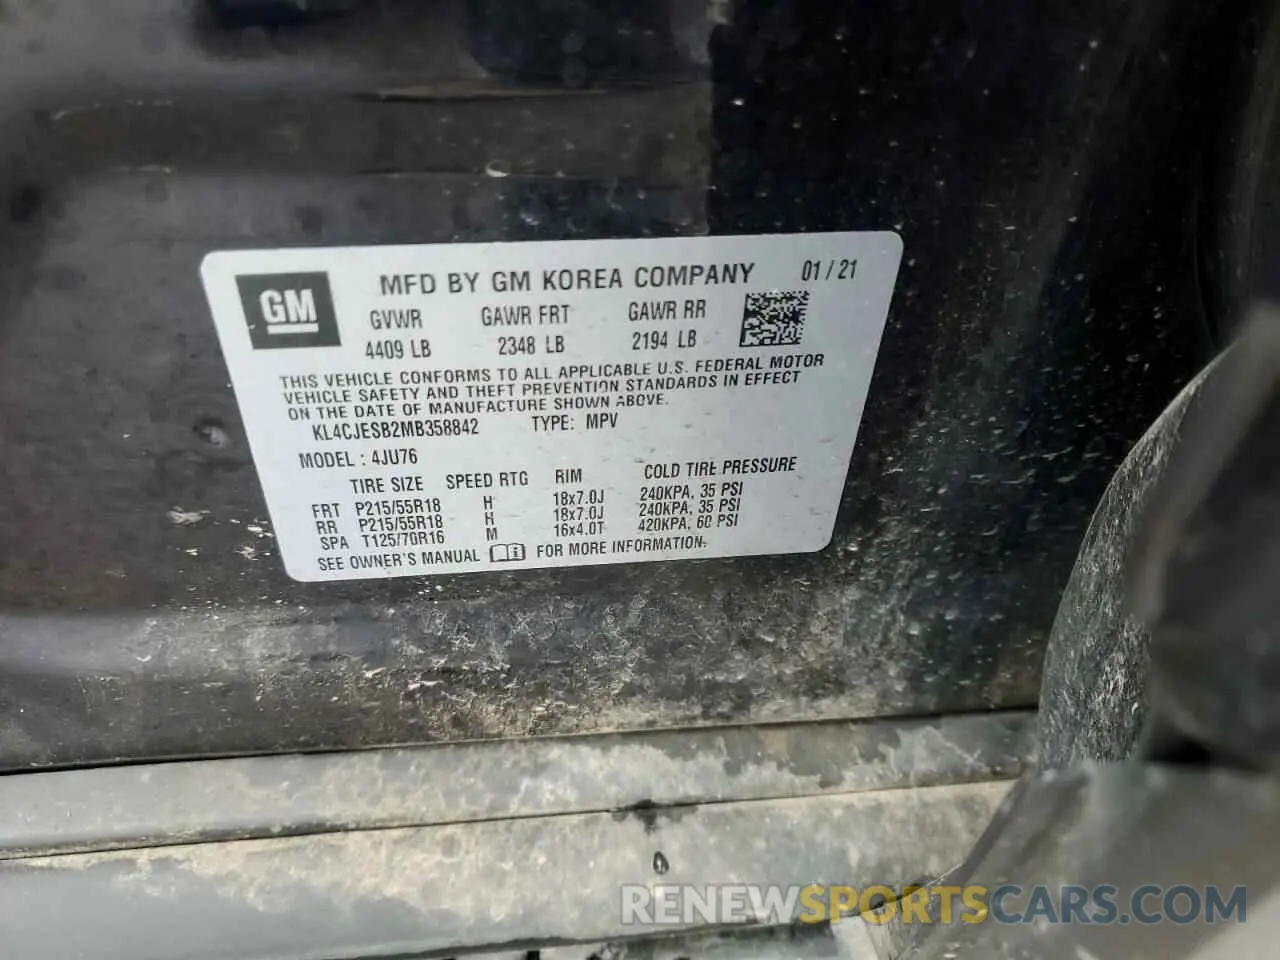 GM
MFD BY GM KOREA COMPANY 01 / 21
GVWR GAWR FRT GAWR RR
4409 LB 2348 LB 2194 LB
THIS VEHICLE CONFORMS TO ALL APPLICABLE U.S. FEDERAL MOTOR
VEHICLE SAFETY AND THEFT PREVENTION STANDARDS IN EFFECT
ON THE DATE OF MANUFACTURE SHOWN ABOVE.
KL4CJESB2MB358842 TYPE: MPV
MODEL : 4JU76
TIRE SIZE SPEED RTG RIM COLD TIRE PRESSURE
FRT P215/55R18 H 18x7.0J 240KPA, 35 PSI
RR P215/55R18 H 18x7.0J 240KPA, 35 PSI
SPA T125/70R16 M 16x4.0T 420KPA, 60 PSI
SEE OWNER'S MANUAL FOR MORE INFORMATION.
RENEWSPORTSCARS.COM